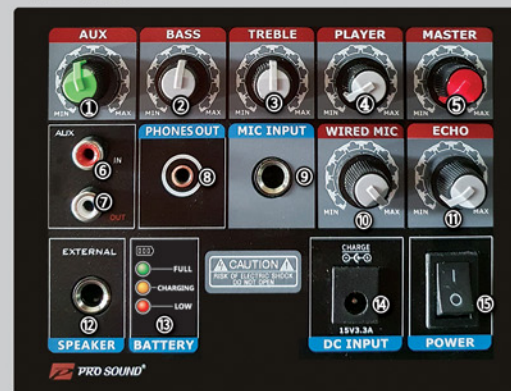 AUX BASS TREBLE PLAYER MASTER
① ② ③ ④ ⑤
MIN MAX MIN MAX MIN MAX MIN MAX MIN MAX
AUX PHONES OUT MIC INPUT WIRED MIC ECHO
⑥ IN ⑧ ⑨
⑦ OUT
MIN MAX MIN MAX
⑩ ⑪
EXTERNAL
FULL
CHARGING
LOW
⑫ ⑬
SPEAKER BATTERY
CAUTION
RISK OF ELECTRIC SHOCK
DO NOT OPEN
CHARGE
⑭
15V3.3A
DC INPUT
I
O
⑮
POWER
PRO SOUND®